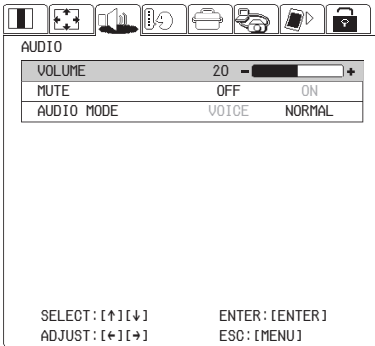 AUDIO
VOLUME 20 - +
MUTE OFF ON
AUDIO MODE VOICE NORMAL
SELECT:[↑][↓] ENTER:[ENTER]
ADJUST:[←][→] ESC:[MENU]